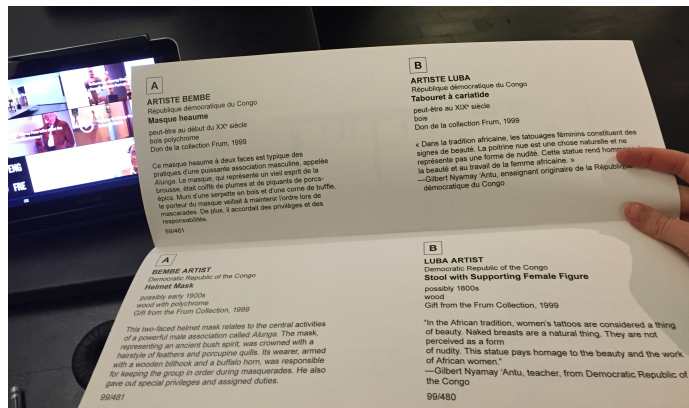 A
ARTISTE BEMBE
République démocratique du Congo
Masque heaume
peut-être au début du XXᵉ siècle
bois polychrome
Don de la collection Frum, 1999
Ce masque heaume à deux faces est typique des
pratiques d'une puissante association masculine, appelée
Alunga. Le masque, qui représente un vieil esprit de la
brousse, était coiffé de plumes et de piquants de porcs-
épics. Muni d'une serpette en bois et d'une corne de buffle,
le porteur du masque veillait à maintenir l'ordre lors de
mascarades. De plus, il accordait des privilèges et des
responsabilités.
99/461
B
ARTISTE LUBA
République démocratique du Congo
Tabouret à cariatide
peut-être au XIXᵉ siècle
bois
Don de la collection Frum, 1999
« Dans la tradition africaine, les tatouages féminins constituent des
signes de beauté. La poitrine nue est une chose naturelle et ne
représente pas une forme de nudité. Cette statue rend hommage à
la beauté et au travail de la femme africaine. »
—Gilbert Nyamay 'Antu, enseignant originaire de la République
démocratique du Congo
A
BEMBE ARTIST
Democratic Republic of the Congo
Helmet Mask
possibly early 1900s
wood with polychrome
Gift from the Frum Collection, 1999
This two-faced helmet mask relates to the central activities
of a powerful male association called Alunga. The mask,
representing an ancient bush spirit, was crowned with a
hairstyle of feathers and porcupine quills. Its wearer, armed
with a wooden billhook and a buffalo horn, was responsible
for keeping the group in order during masquerades. He also
gave out special privileges and assigned duties.
99/461
B
LUBA ARTIST
Democratic Republic of the Congo
Stool with Supporting Female Figure
possibly 1800s
wood
Gift from the Frum Collection, 1999
"In the African tradition, women's tattoos are considered a thing
of beauty. Naked breasts are a natural thing. They are not
perceived as a form
of nudity. This statue pays homage to the beauty and the work
of African women."
—Gilbert Nyamay 'Antu, teacher, from Democratic Republic of
the Congo
99/480